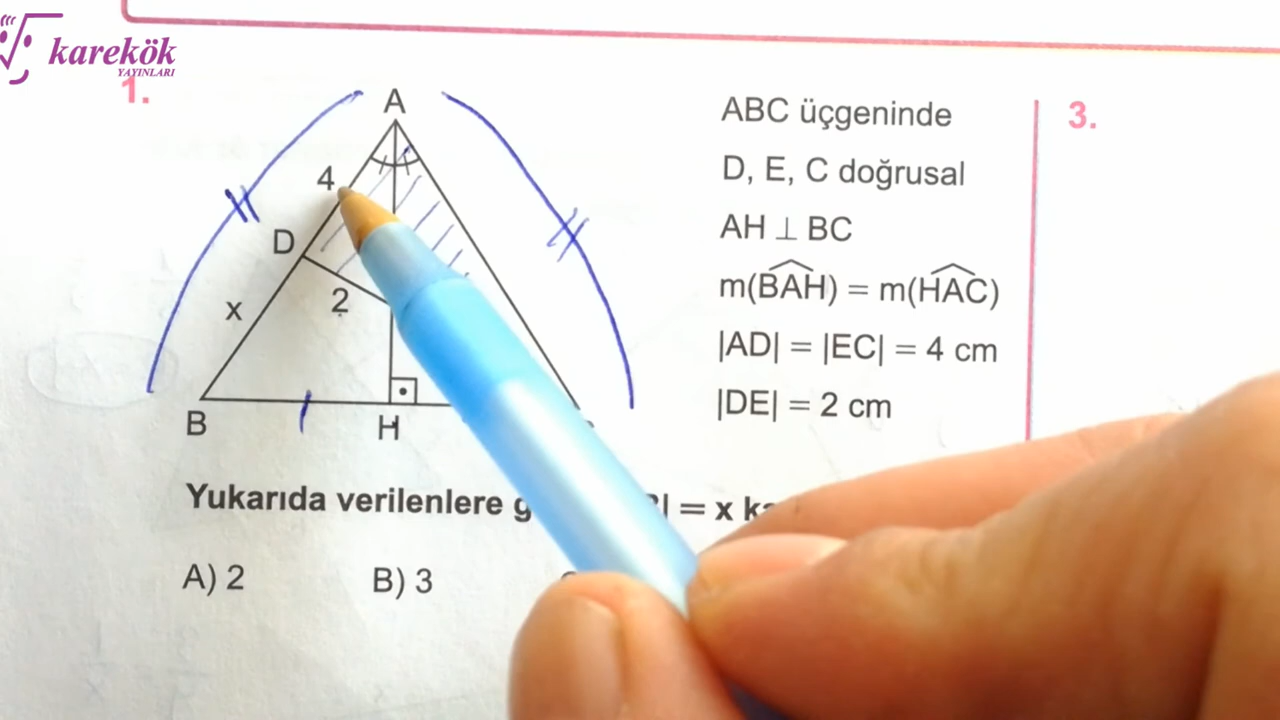 karekök
YAYINLARI
1.
A
4
D
x
2
B
H
ABC üçgeninde
D, E, C doğrusal
AH ⊥ BC
m(BAH) = m(HAC)
|AD| = |EC| = 4 cm
|DE| = 2 cm
3.
Yukarıda verilenlere = x
A) 2 B) 3